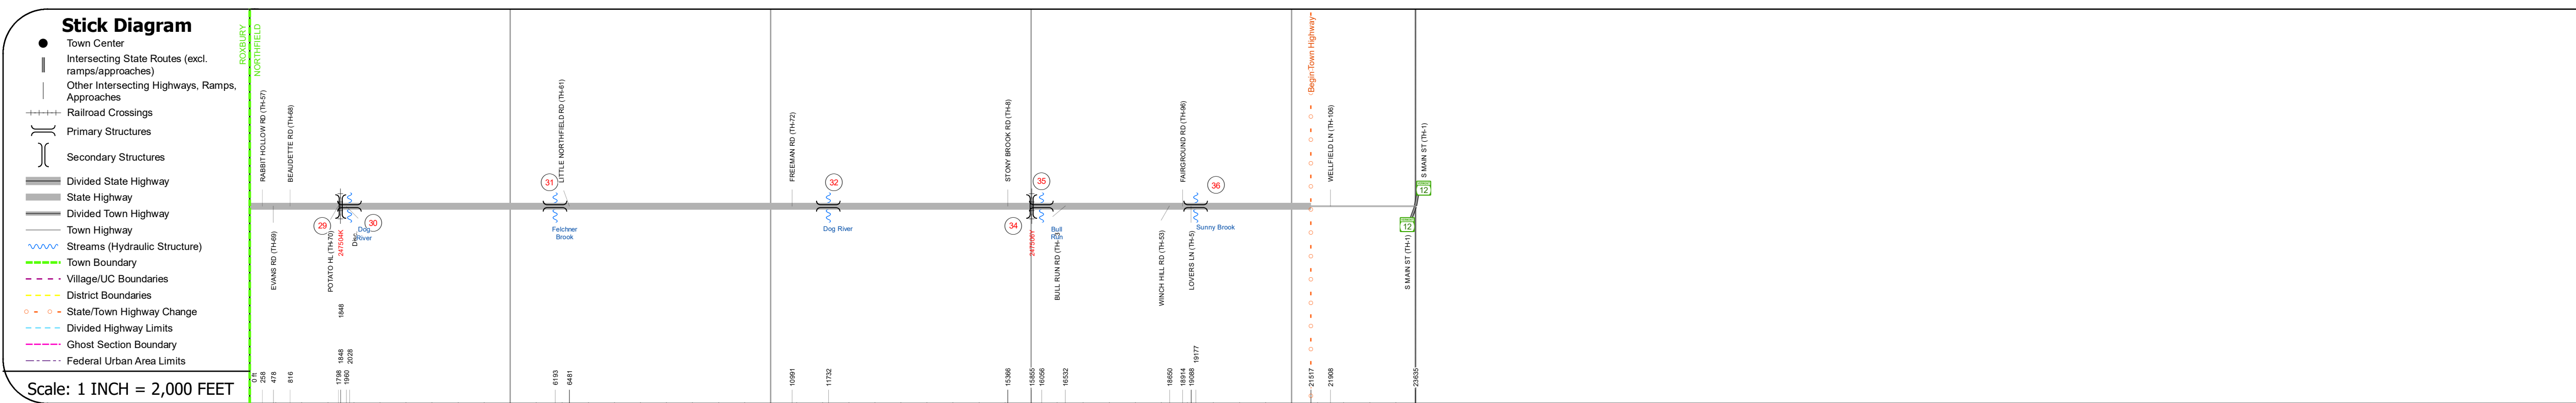 Stick Diagram
Town Center
Intersecting State Routes (excl.
ramps/approaches)
Other Intersecting Highways, Ramps,
Approaches
Railroad Crossings
Primary Structures
Secondary Structures
Divided State Highway
State Highway
Divided Town Highway
Town Highway
Streams (Hydraulic Structure)
Town Boundary
Village/UC Boundaries
District Boundaries
State/Town Highway Change
Divided Highway Limits
Ghost Section Boundary
Federal Urban Area Limits
Scale: 1 INCH = 2,000 FEET
ROXBURY
NORTHFIELD
RABBIT HOLLOW RD (TH-57)
BEAUDETTE RD (TH-68)
LITTLE NORTHFIELD RD (TH-61)
FREEMAN RD (TH-72)
STONY BROOK RD (TH-8)
FAIRGROUND RD (TH-96)
Begin Town Highway
WELLFIELD LN (TH-106)
S MAIN ST (TH-1)
31
32
35
36
12
29
30
34
12
EVANS RD (TH-69)
POTATO HL (TH-70)
247504K
Dog
River
Felchner
Brook
Dog River
247506Y
Bull
Run
BULL RUN RD (TH-
WINCH HILL RD (TH-53)
LOVERS LN (TH-5)
Sunny Brook
S MAIN ST (TH-1)
1848
0 ft
258
478
816
1798
1848
1960
2028
6193
6481
10991
11732
15366
15855
16056
16532
18650
18914
19088
19177
21517
21908
23635